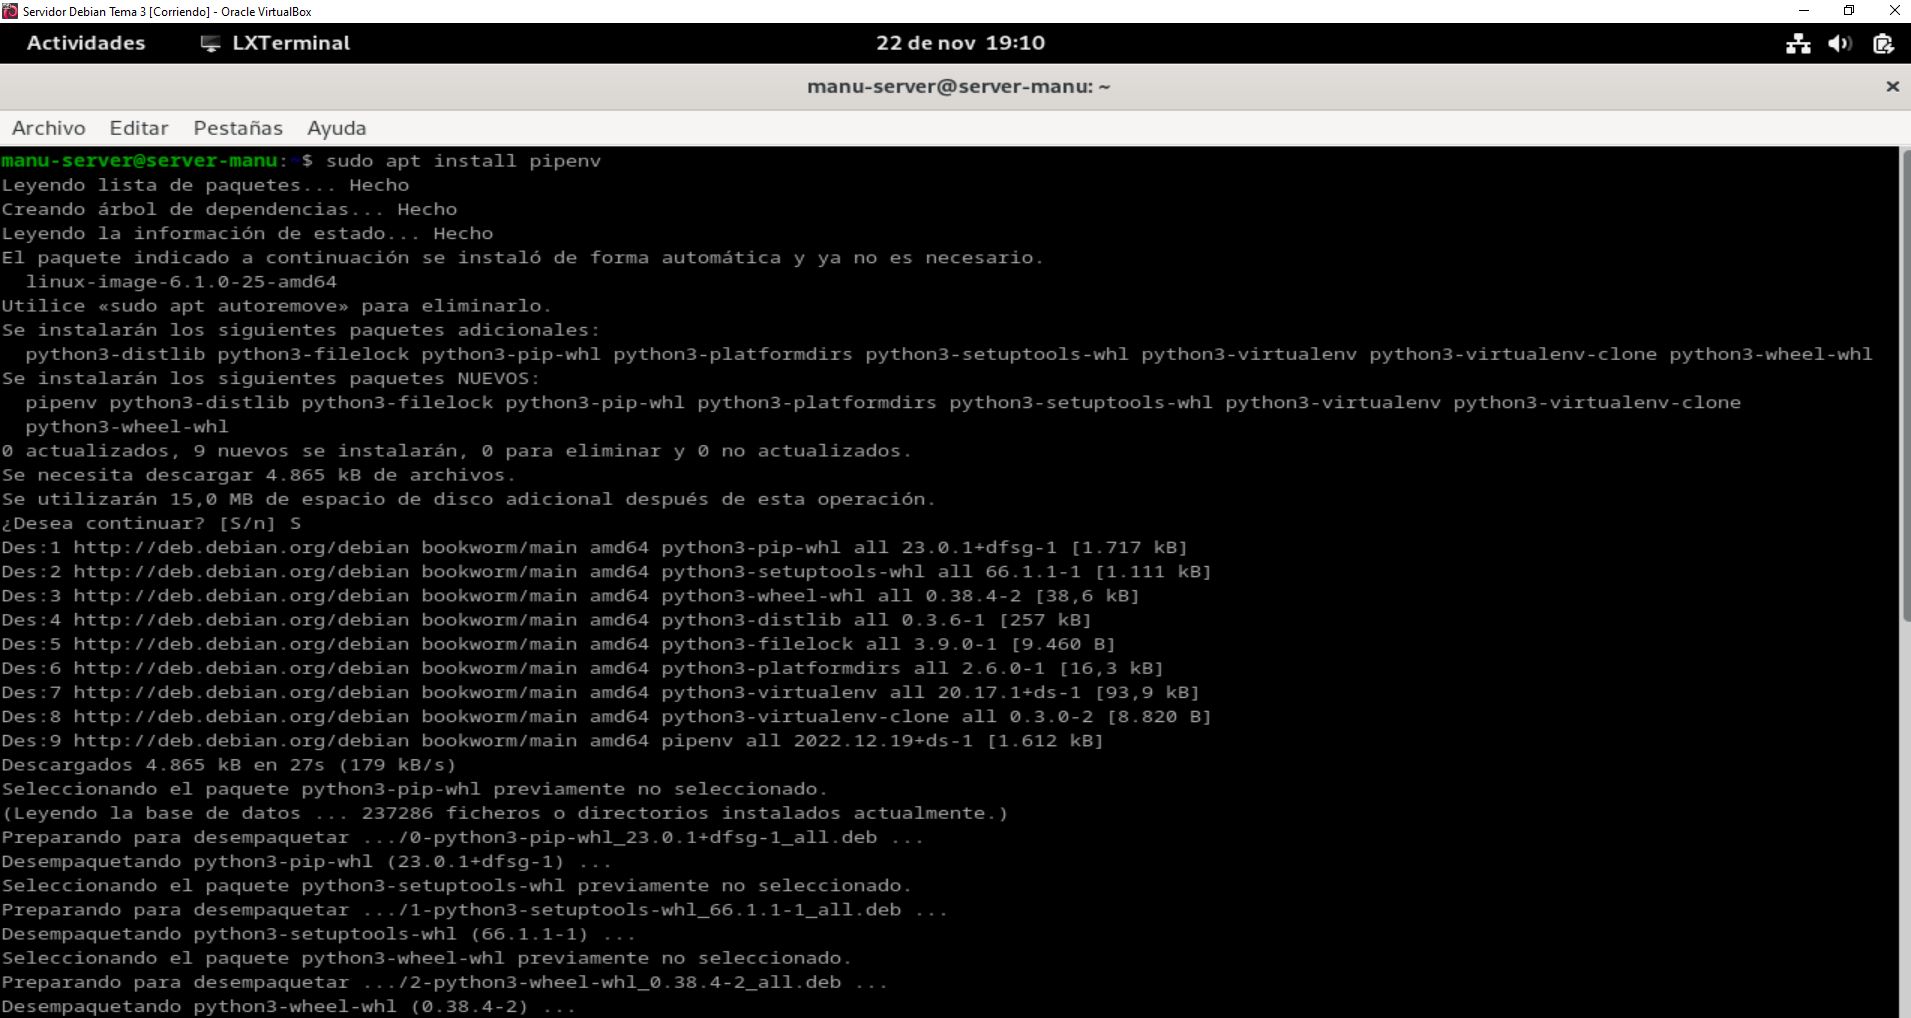 Servidor Debian Tema 3 [Corriendo] - Oracle VirtualBox
Actividades LXTerminal 22 de nov 19:10
manu-server@server-manu: ~
Archivo Editar Pestañas Ayuda
manu-server@server-manu:~$ sudo apt install pipenv
Leyendo lista de paquetes... Hecho
Creando árbol de dependencias... Hecho
Leyendo la información de estado... Hecho
El paquete indicado a continuación se instaló de forma automática y ya no es necesario.
linux-image-6.1.0-25-amd64
Utilice «sudo apt autoremove» para eliminarlo.
Se instalarán los siguientes paquetes adicionales:
python3-distlib python3-filelock python3-pip-whl python3-platformdirs python3-setuptools-whl python3-virtualenv python3-virtualenv-clone python3-wheel-whl
Se instalarán los siguientes paquetes NUEVOS:
pipenv python3-distlib python3-filelock python3-pip-whl python3-platformdirs python3-setuptools-whl python3-virtualenv python3-virtualenv-clone
python3-wheel-whl
0 actualizados, 9 nuevos se instalarán, 0 para eliminar y 0 no actualizados.
Se necesita descargar 4.865 kB de archivos.
Se utilizarán 15,0 MB de espacio de disco adicional después de esta operación.
¿Desea continuar? [S/n] S
Des:1 http://deb.debian.org/debian bookworm/main amd64 python3-pip-whl all 23.0.1+dfsg-1 [1.717 kB]
Des:2 http://deb.debian.org/debian bookworm/main amd64 python3-setuptools-whl all 66.1.1-1 [1.111 kB]
Des:3 http://deb.debian.org/debian bookworm/main amd64 python3-wheel-whl all 0.38.4-2 [38,6 kB]
Des:4 http://deb.debian.org/debian bookworm/main amd64 python3-distlib all 0.3.6-1 [257 kB]
Des:5 http://deb.debian.org/debian bookworm/main amd64 python3-filelock all 3.9.0-1 [9.460 B]
Des:6 http://deb.debian.org/debian bookworm/main amd64 python3-platformdirs all 2.6.0-1 [16,3 kB]
Des:7 http://deb.debian.org/debian bookworm/main amd64 python3-virtualenv all 20.17.1+ds-1 [93,9 kB]
Des:8 http://deb.debian.org/debian bookworm/main amd64 python3-virtualenv-clone all 0.3.0-2 [8.820 B]
Des:9 http://deb.debian.org/debian bookworm/main amd64 pipenv all 2022.12.19+ds-1 [1.612 kB]
Descargados 4.865 kB en 27s (179 kB/s)
Seleccionando el paquete python3-pip-whl previamente no seleccionado.
(Leyendo la base de datos ... 237286 ficheros o directorios instalados actualmente.)
Preparando para desempaquetar .../0-python3-pip-whl_23.0.1+dfsg-1_all.deb ...
Desempaquetando python3-pip-whl (23.0.1+dfsg-1) ...
Seleccionando el paquete python3-setuptools-whl previamente no seleccionado.
Preparando para desempaquetar .../1-python3-setuptools-whl_66.1.1-1_all.deb ...
Desempaquetando python3-setuptools-whl (66.1.1-1) ...
Seleccionando el paquete python3-wheel-whl previamente no seleccionado.
Preparando para desempaquetar .../2-python3-wheel-whl_0.38.4-2_all.deb ...
Desempaquetando python3-wheel-whl (0.38.4-2) ...